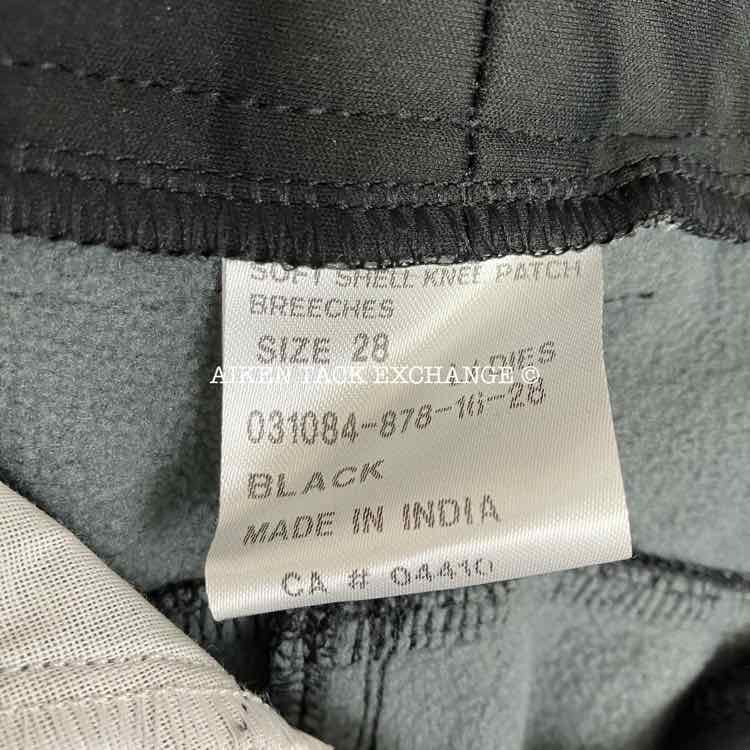 SOFT SHELL KNEE PATCH
BREECHES
SIZE 28
LADIES
AIKEN TACK EXCHANGE ©
031084-878-16-28
BLACK
MADE IN INDIA
CA # 04410